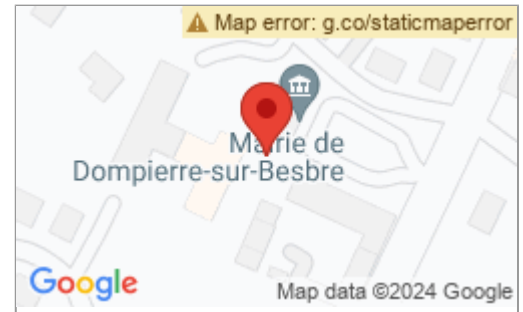 Map error: g.co/staticmaperror
Mairie de
Dompierre-sur-Besbre
Google
Map data ©2024 Google